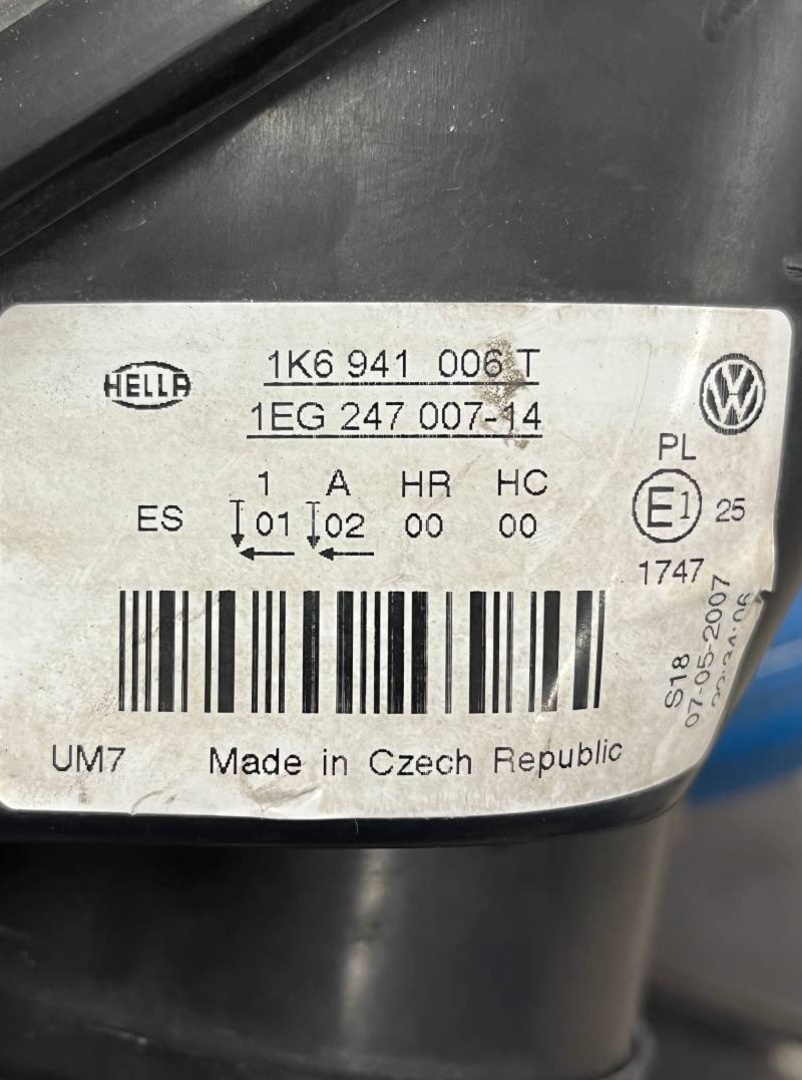 HELLA
1K6 941 006 T
1EG 247 007-14
VW
PL
1 A HR HC
ES 01 02 00 00
E1 25
1747
S18
07-05-2007
UM7 Made in Czech Republic